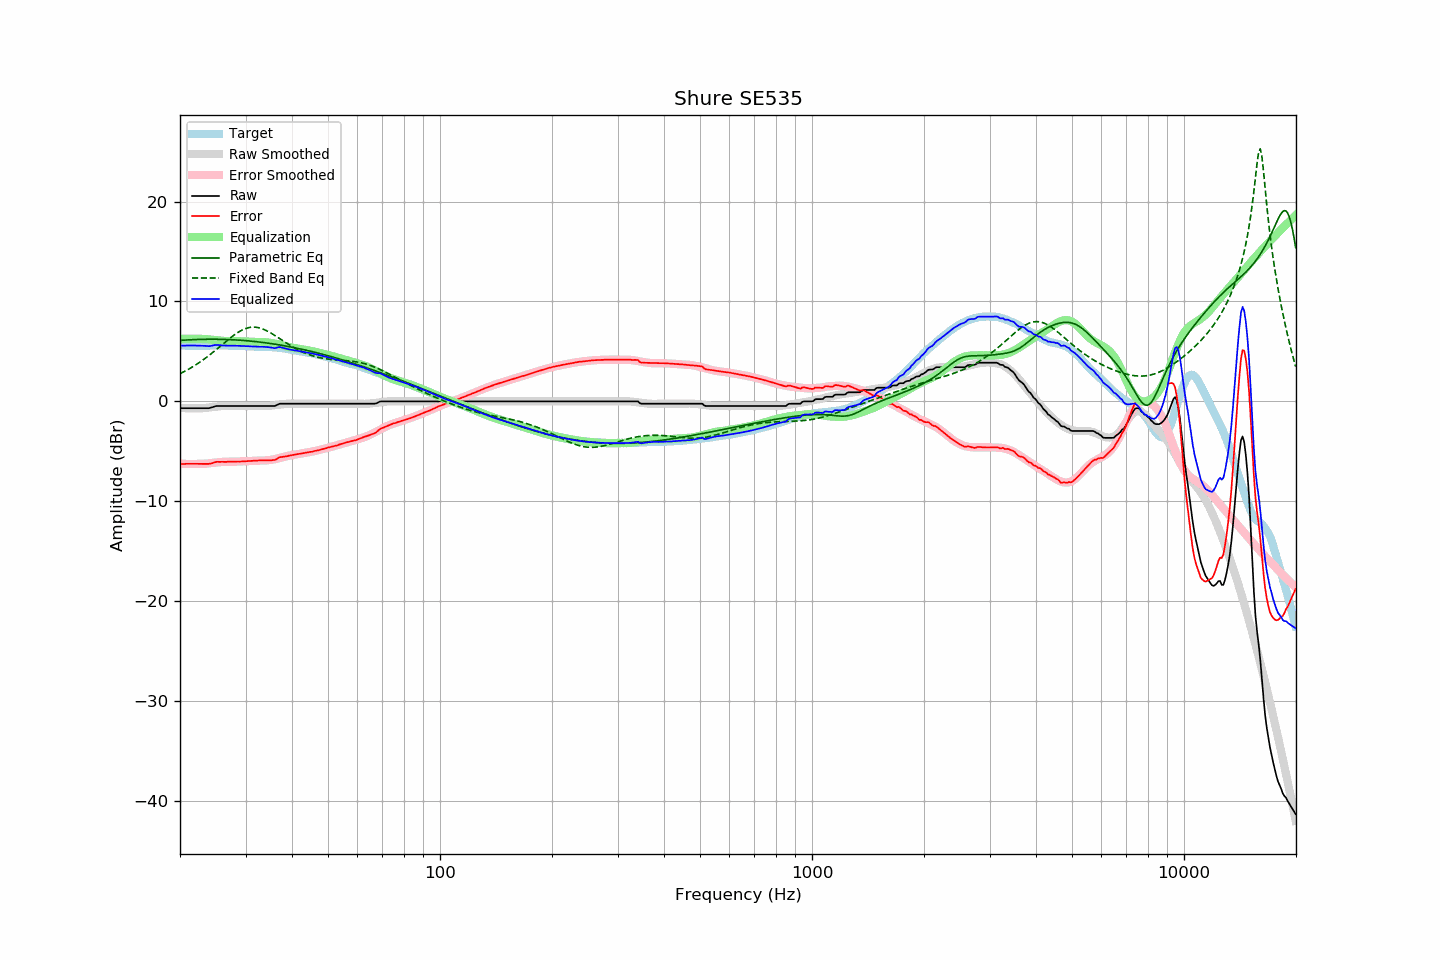 Shure SE535
Target
Raw Smoothed
Error Smoothed
Raw
Error
Equalization
Parametric Eq
Fixed Band Eq
Equalized
20
10
0
−10
−20
−30
−40
Amplitude (dBr)
100
1000
10000
Frequency (Hz)